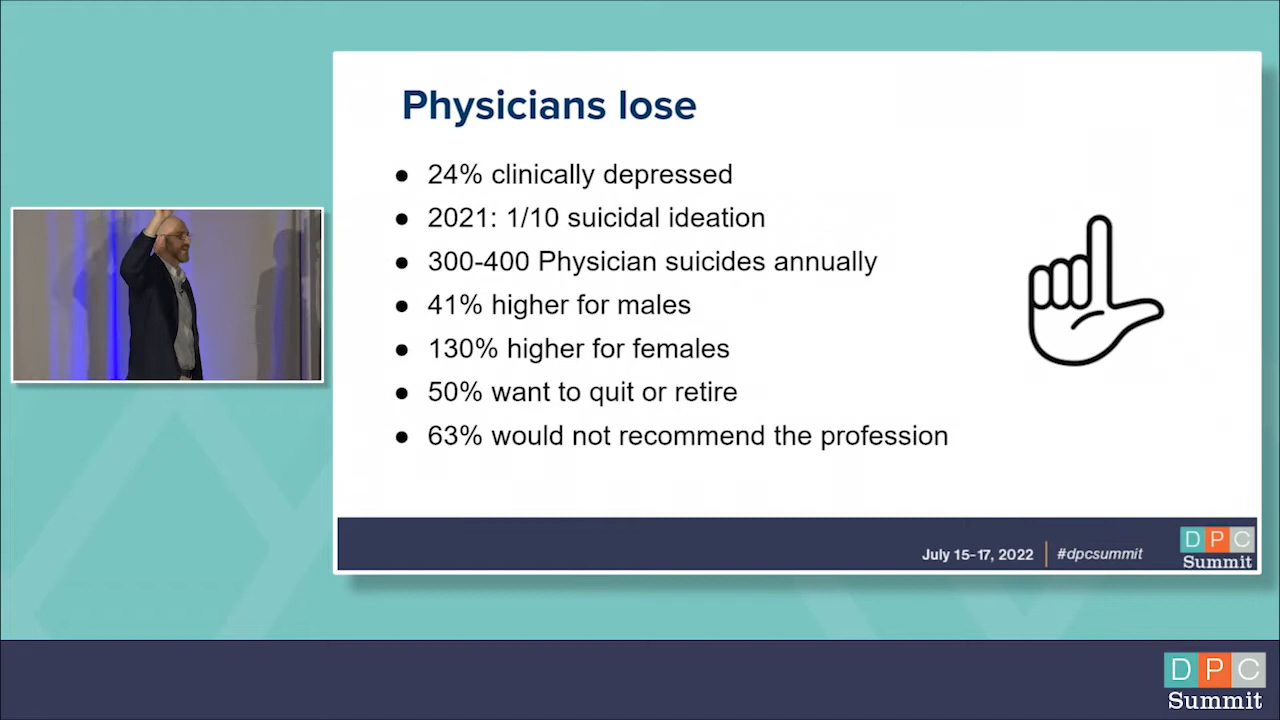 Physicians lose
● 24% clinically depressed
● 2021: 1/10 suicidal ideation
● 300-400 Physician suicides annually
● 41% higher for males
● 130% higher for females
● 50% want to quit or retire
● 63% would not recommend the profession
July 15–17, 2022 | #dpcsummit
DPC
Summit
DPC
Summit